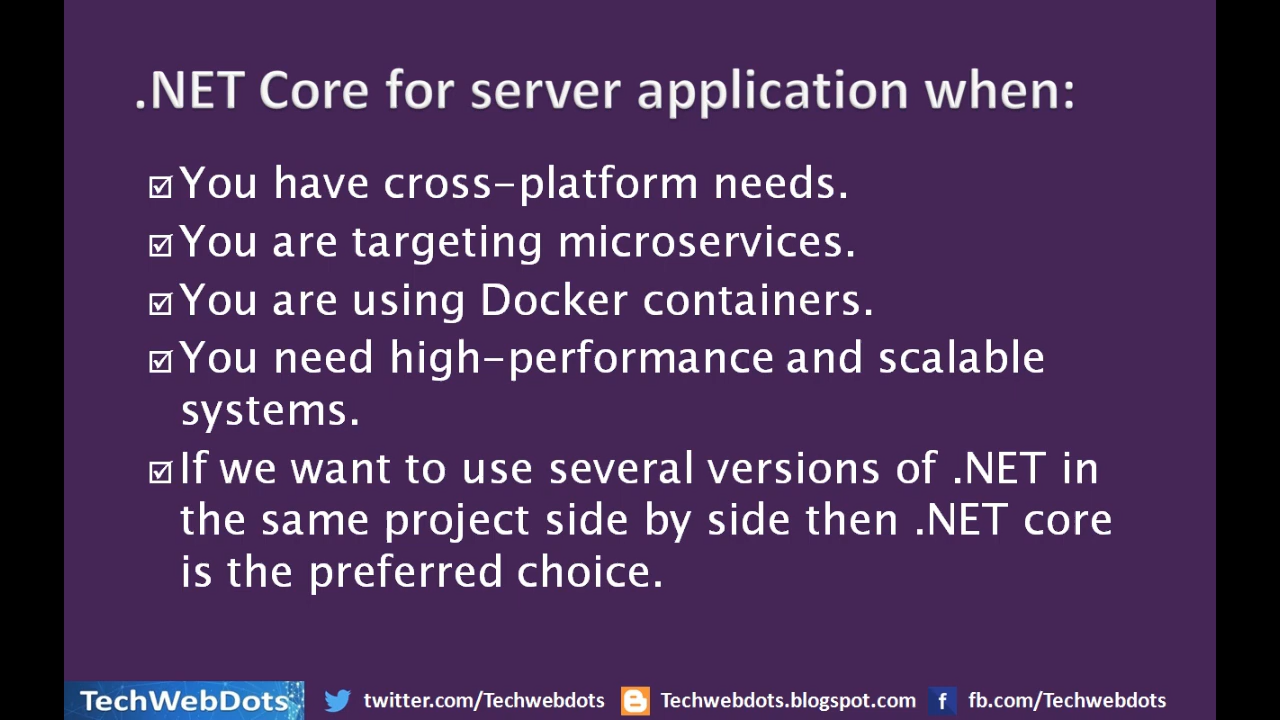 .NET Core for server application when:
You have cross-platform needs.
You are targeting microservices.
You are using Docker containers.
You need high-performance and scalable
systems.
If we want to use several versions of .NET in
the same project side by side then .NET core
is the preferred choice.
TechWebDots twitter.com/Techwebdots Techwebdots.blogspot.com fb.com/Techwebdots